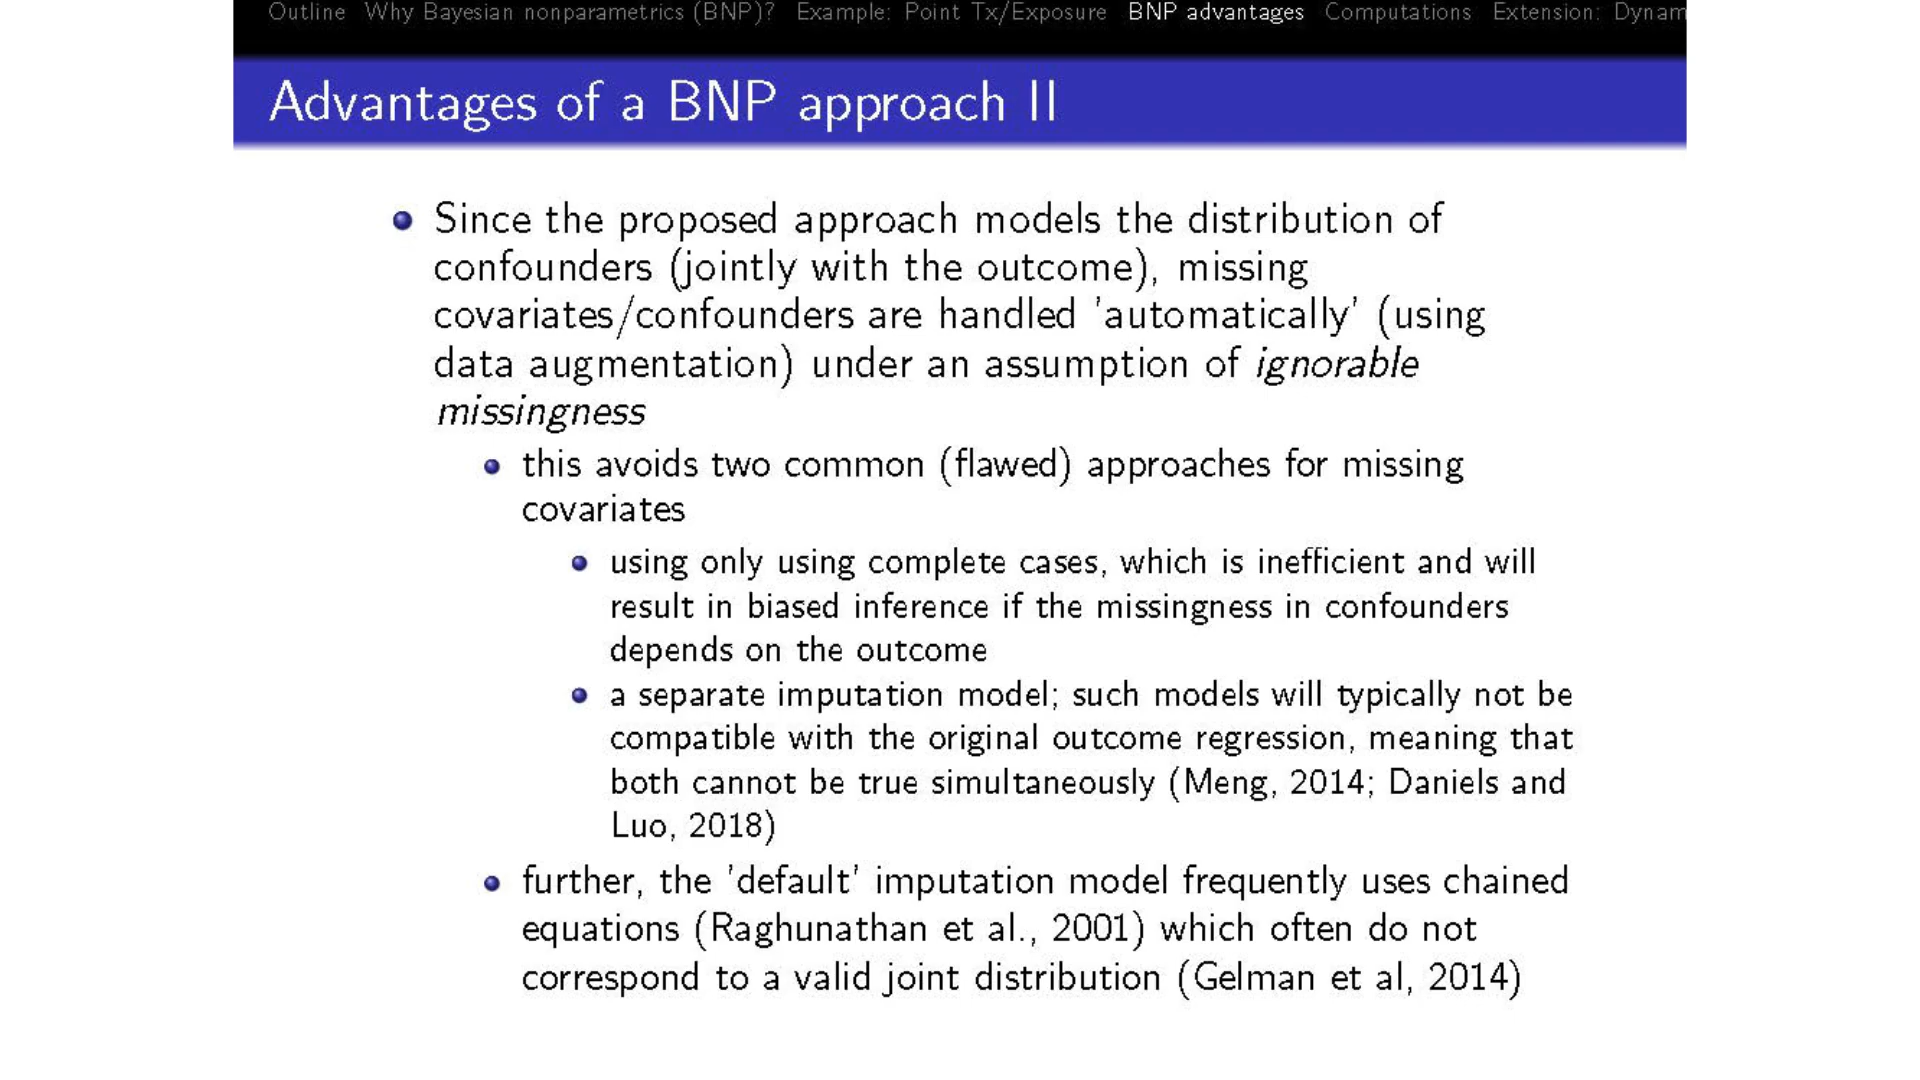 Outline Why Bayesian nonparametrics (BNP)? Example: Point Tx/Exposure BNP advantages Computations Extension: Dynam
Advantages of a BNP approach II
Since the proposed approach models the distribution of
confounders (jointly with the outcome), missing
covariates/confounders are handled 'automatically' (using
data augmentation) under an assumption of ignorable
missingness
this avoids two common (flawed) approaches for missing
covariates
using only using complete cases, which is inefficient and will
result in biased inference if the missingness in confounders
depends on the outcome
a separate imputation model; such models will typically not be
compatible with the original outcome regression, meaning that
both cannot be true simultaneously (Meng, 2014; Daniels and
Luo, 2018)
further, the 'default' imputation model frequently uses chained
equations (Raghunathan et al., 2001) which often do not
correspond to a valid joint distribution (Gelman et al, 2014)